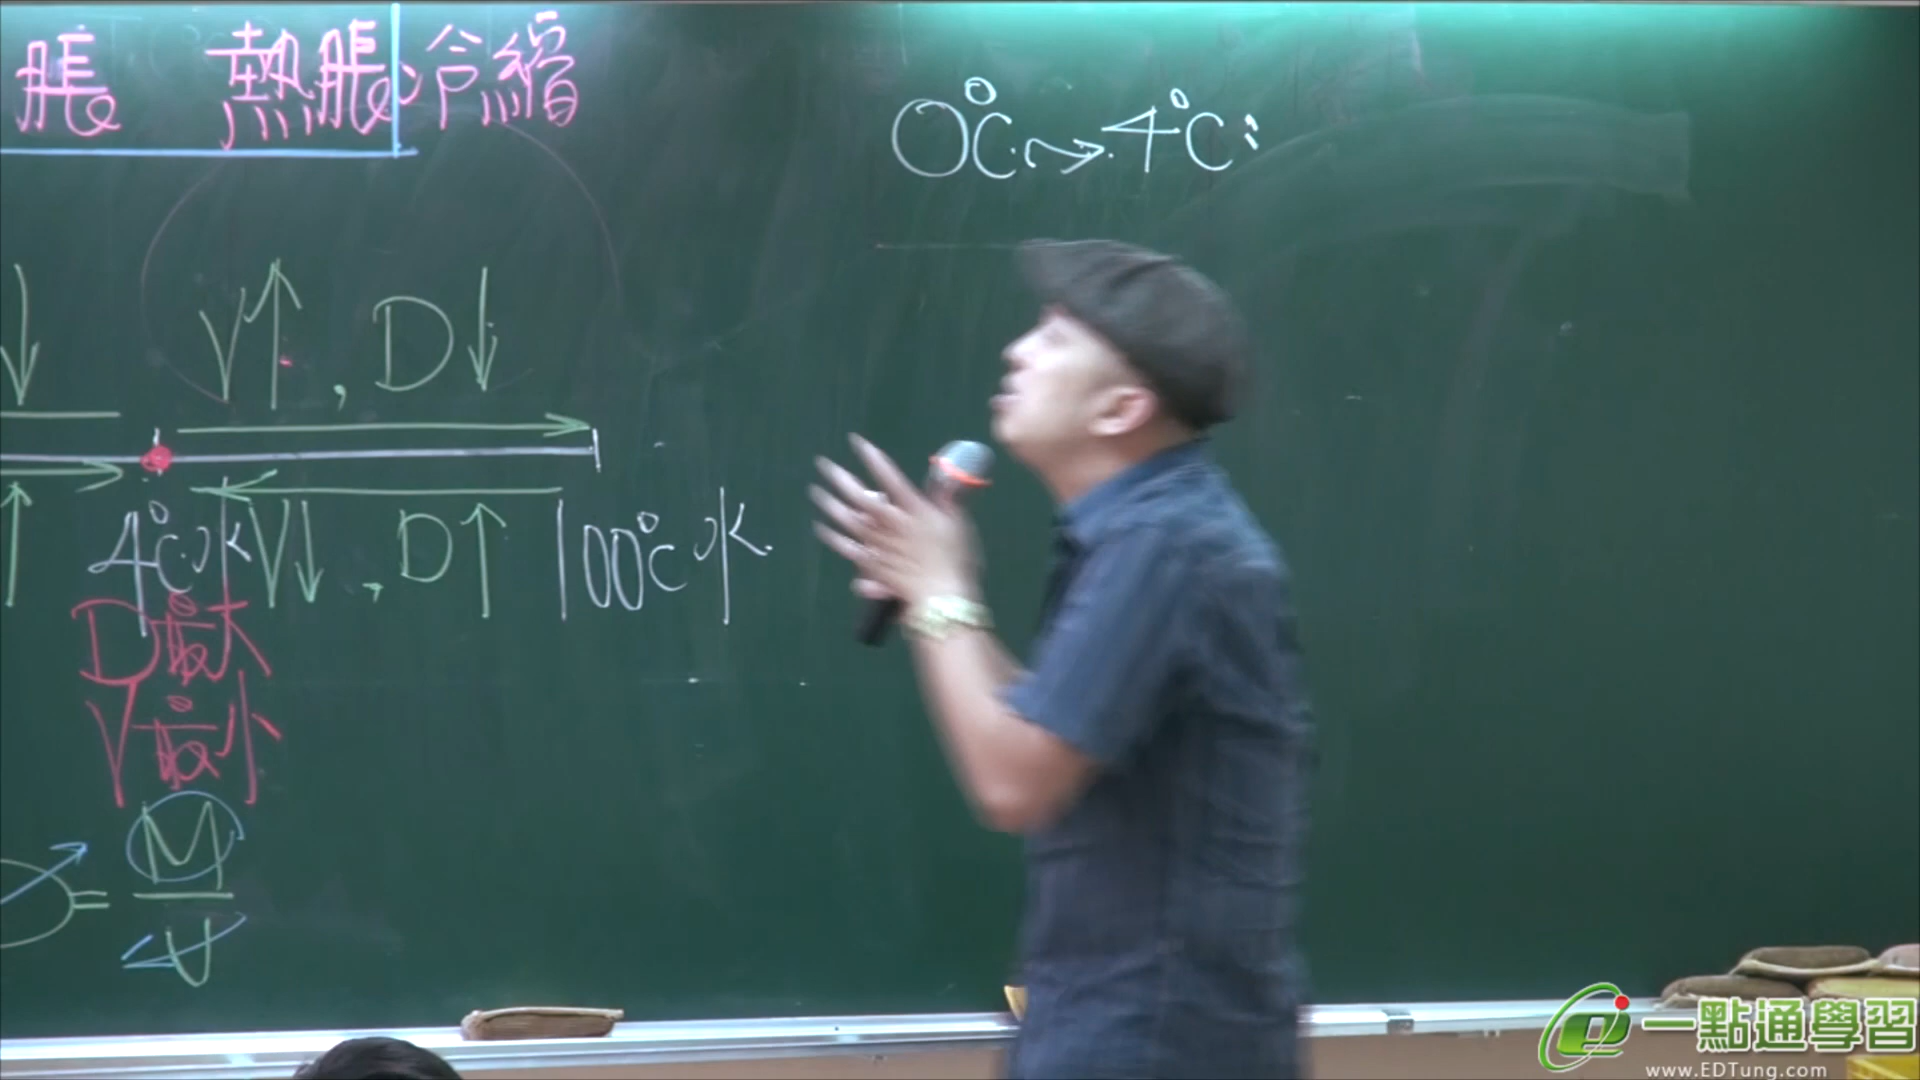 脹 熱脹冷縮
0°C→4°C:
↓ V↑, D↓
↑ 4°C水 V↓, D↑ 100°C水
D最大
V最小
D=M/V
一點通學習
www.EDTung.com